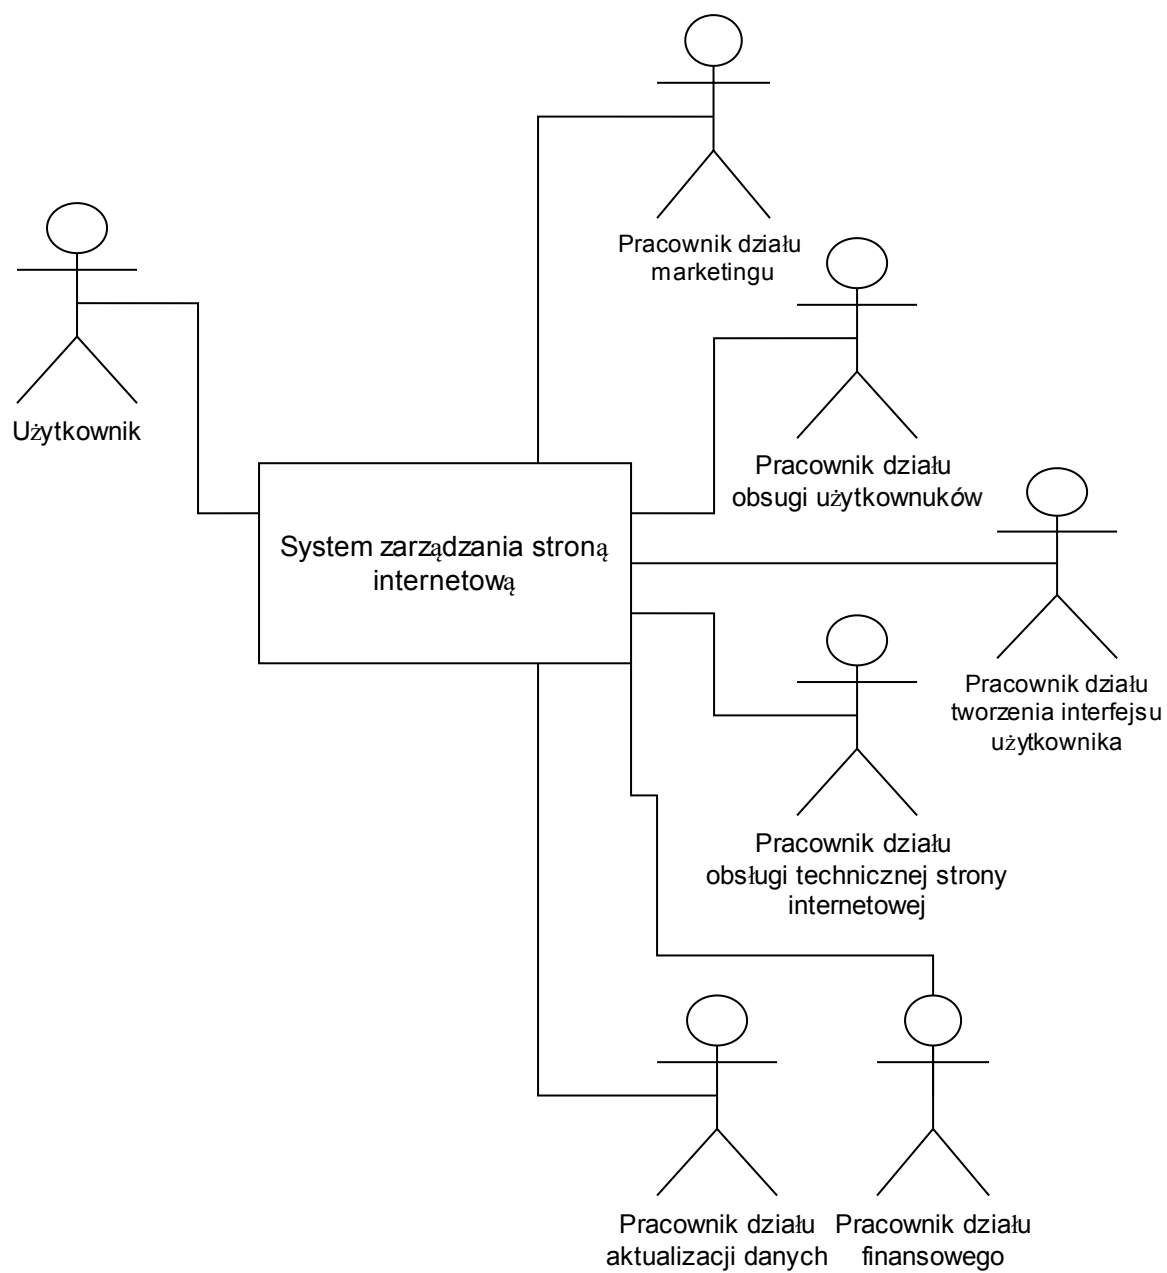 Pracownik działu
marketingu
Użytkownik
Pracownik działu
obsugi użytkownuków
System zarządzania stroną
internetową
Pracownik działu
tworzenia interfejsu
użytkownika
Pracownik działu
obsługi technicznej strony
internetowej
Pracownik działu
aktualizacji danych
Pracownik działu
finansowego